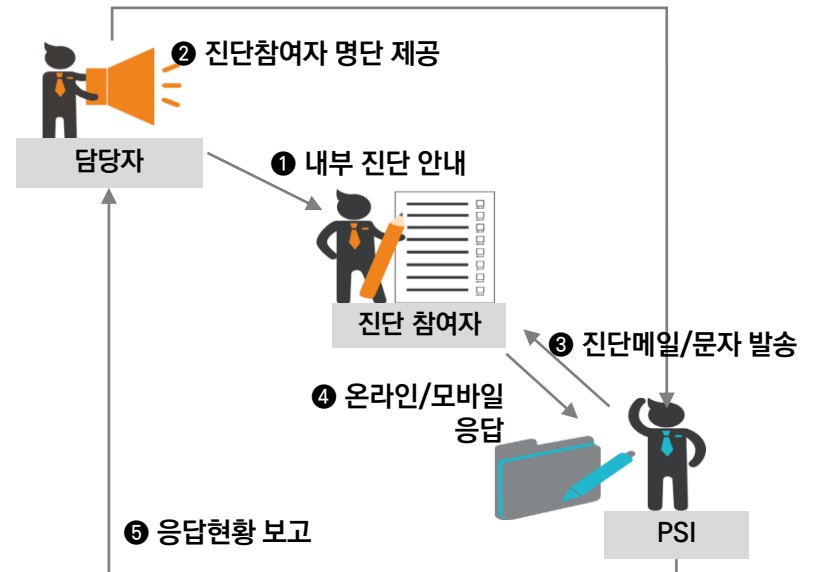 ❷ 진단참여자 명단 제공
담당자
❶ 내부 진단 안내
진단 참여자
❸ 진단메일/문자 발송
❹ 온라인/모바일
응답
❺ 응답현황 보고
PSI